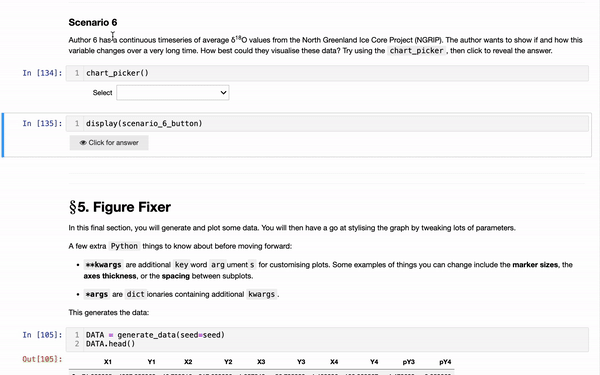 Scenario 6
Author 6 has a continuous timeseries of average δ18O values from the North Greenland Ice Core Project (NGRIP). The author wants to show if and how this
variable changes over a very long time. How best could they visualise these data? Try using the chart_picker, then click to reveal the answer.
In [134]: 1 chart_picker()
Select
In [135]: 1 display(scenario_6_button)
Click for answer
§5. Figure Fixer
In this final section, you will generate and plot some data. You will then have a go at stylising the graph by tweaking lots of parameters.
A few extra Python things to know about before moving forward:
• **kwargs are additional key word arg ument s for customising plots. Some examples of things you can change include the marker sizes, the
axes thickness, or the spacing between subplots.
• *args are dict ionaries containing additional kwargs.
This generates the data:
In [105]: 1 DATA = generate_data(seed=seed)
2 DATA.head()
Out[105]: X1 Y1 X2 Y2 X3 Y3 X4 Y4 pY3 pY4